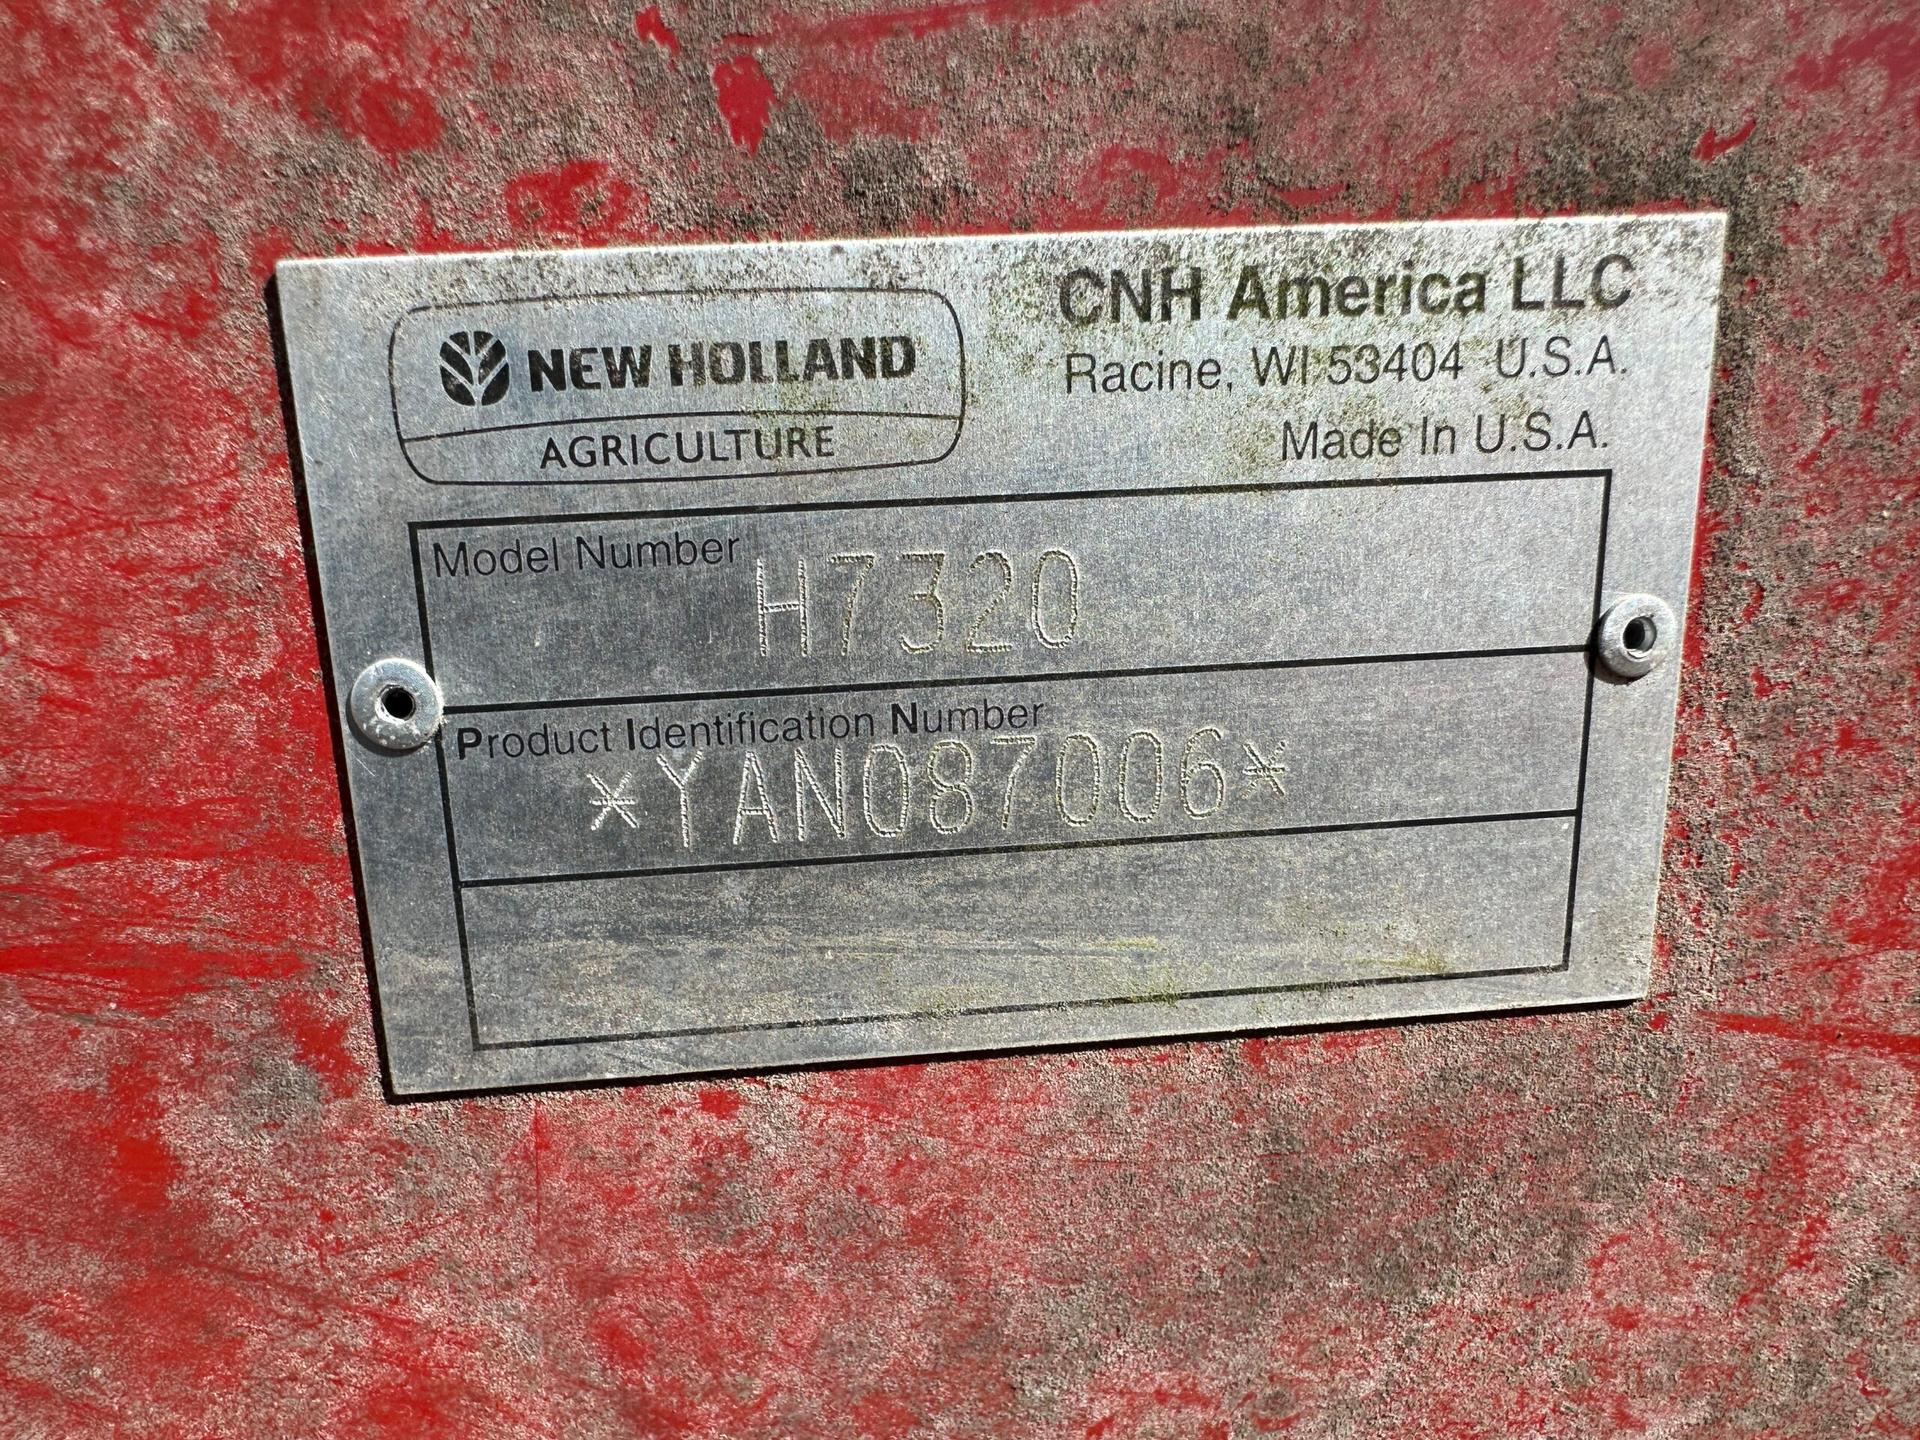 NEW HOLLAND
AGRICULTURE
CNH America LLC
Racine, WI 53404 U.S.A.
Made In U.S.A.
Model Number
H7320
Product Identification Number
*YAN087006*